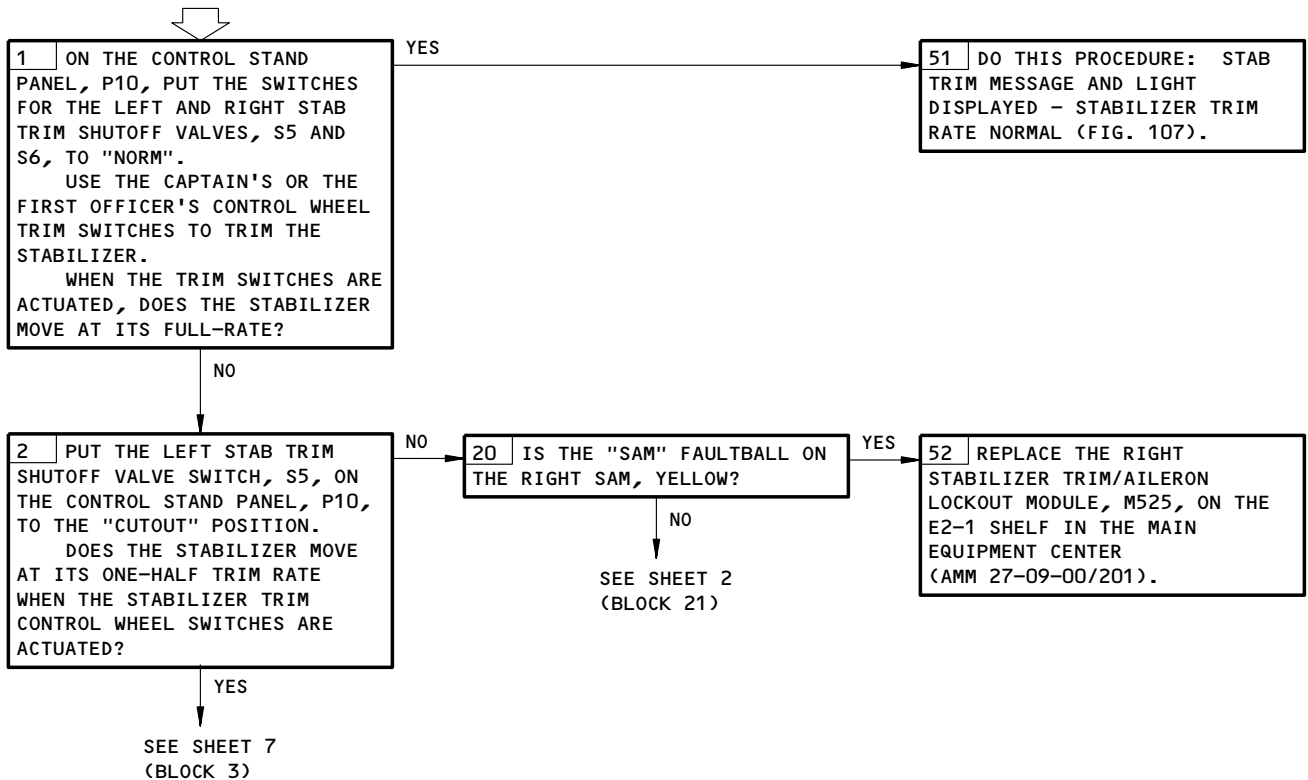 1 ON THE CONTROL STAND
PANEL, P10, PUT THE SWITCHES
FOR THE LEFT AND RIGHT STAB
TRIM SHUTOFF VALVES, S5 AND
S6, TO "NORM".
USE THE CAPTAIN'S OR THE
FIRST OFFICER'S CONTROL WHEEL
TRIM SWITCHES TO TRIM THE
STABILIZER.
WHEN THE TRIM SWITCHES ARE
ACTUATED, DOES THE STABILIZER
MOVE AT ITS FULL-RATE?
YES
51 DO THIS PROCEDURE: STAB
TRIM MESSAGE AND LIGHT
DISPLAYED - STABILIZER TRIM
RATE NORMAL (FIG. 107).
NO
2 PUT THE LEFT STAB TRIM
SHUTOFF VALVE SWITCH, S5, ON
THE CONTROL STAND PANEL, P10,
TO THE "CUTOUT" POSITION.
DOES THE STABILIZER MOVE
AT ITS ONE-HALF TRIM RATE
WHEN THE STABILIZER TRIM
CONTROL WHEEL SWITCHES ARE
ACTUATED?
NO
20 IS THE "SAM" FAULTBALL ON
THE RIGHT SAM, YELLOW?
YES
52 REPLACE THE RIGHT
STABILIZER TRIM/AILERON
LOCKOUT MODULE, M525, ON THE
E2-1 SHELF IN THE MAIN
EQUIPMENT CENTER
(AMM 27-09-00/201).
NO
SEE SHEET 2
(BLOCK 21)
YES
SEE SHEET 7
(BLOCK 3)